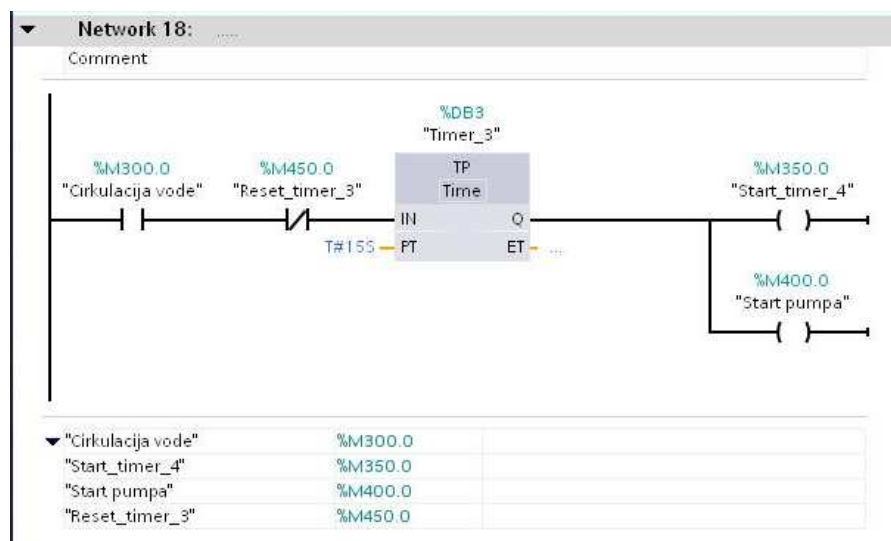 Network 18: .....
Comment
%DB3
"Timer_3"
%M300.0
"Cirkulacija vode"
%M450.0
"Reset_timer_3"
TP
Time
IN
Q
T#15S
PT
ET
...
%M350.0
"Start_timer_4"
%M400.0
"Start pumpa"
"Cirkulacija vode" %M300.0
"Start_timer_4" %M350.0
"Start pumpa" %M400.0
"Reset_timer_3" %M450.0